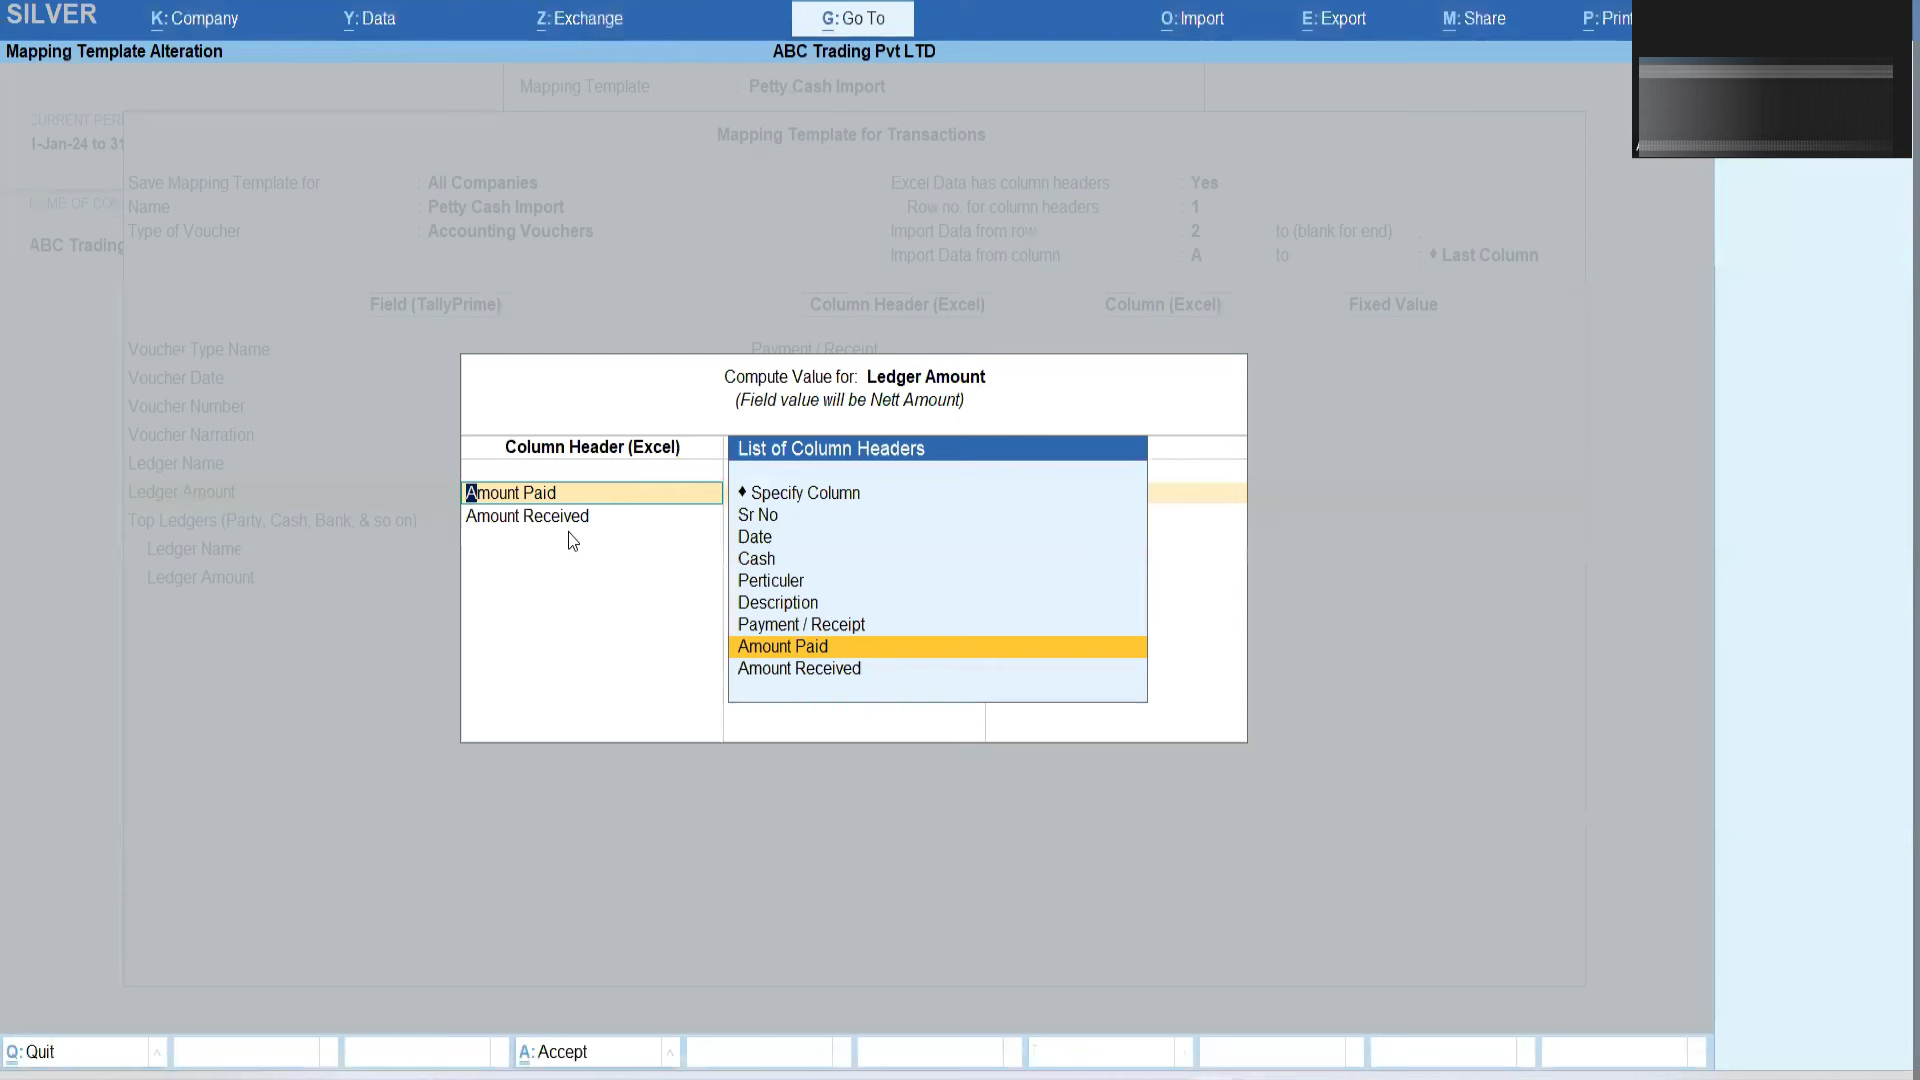 SILVER
K: Company
Y: Data
Z: Exchange
G: Go To
O: Import
E: Export
M: Share
P: Print
Mapping Template Alteration
ABC Trading Pvt LTD
Mapping Template : Petty Cash Import
CURRENT PER
1-Jan-24 to 31
Mapping Template for Transactions
Save Mapping Template for : All Companies
Name : Petty Cash Import
Type of Voucher : Accounting Vouchers
Excel Data has column headers : Yes
Row no. for column headers : 1
Import Data from row : 2 to (blank for end) :
Import Data from column : A to : ♦ Last Column
ABC Trading
Field (TallyPrime)
Column Header (Excel)
Column (Excel)
Fixed Value
Voucher Type Name
Payment / Receipt
Voucher Date
Voucher Number
Voucher Narration
Ledger Name
Ledger Amount
Top Ledgers (Party, Cash, Bank, & so on)
Ledger Name
Ledger Amount
Compute Value for: Ledger Amount
(Field value will be Nett Amount)
Column Header (Excel)
Amount Paid
Amount Received
List of Column Headers
♦ Specify Column
Sr No
Date
Cash
Perticuler
Description
Payment / Receipt
Amount Paid
Amount Received
Q: Quit
A: Accept